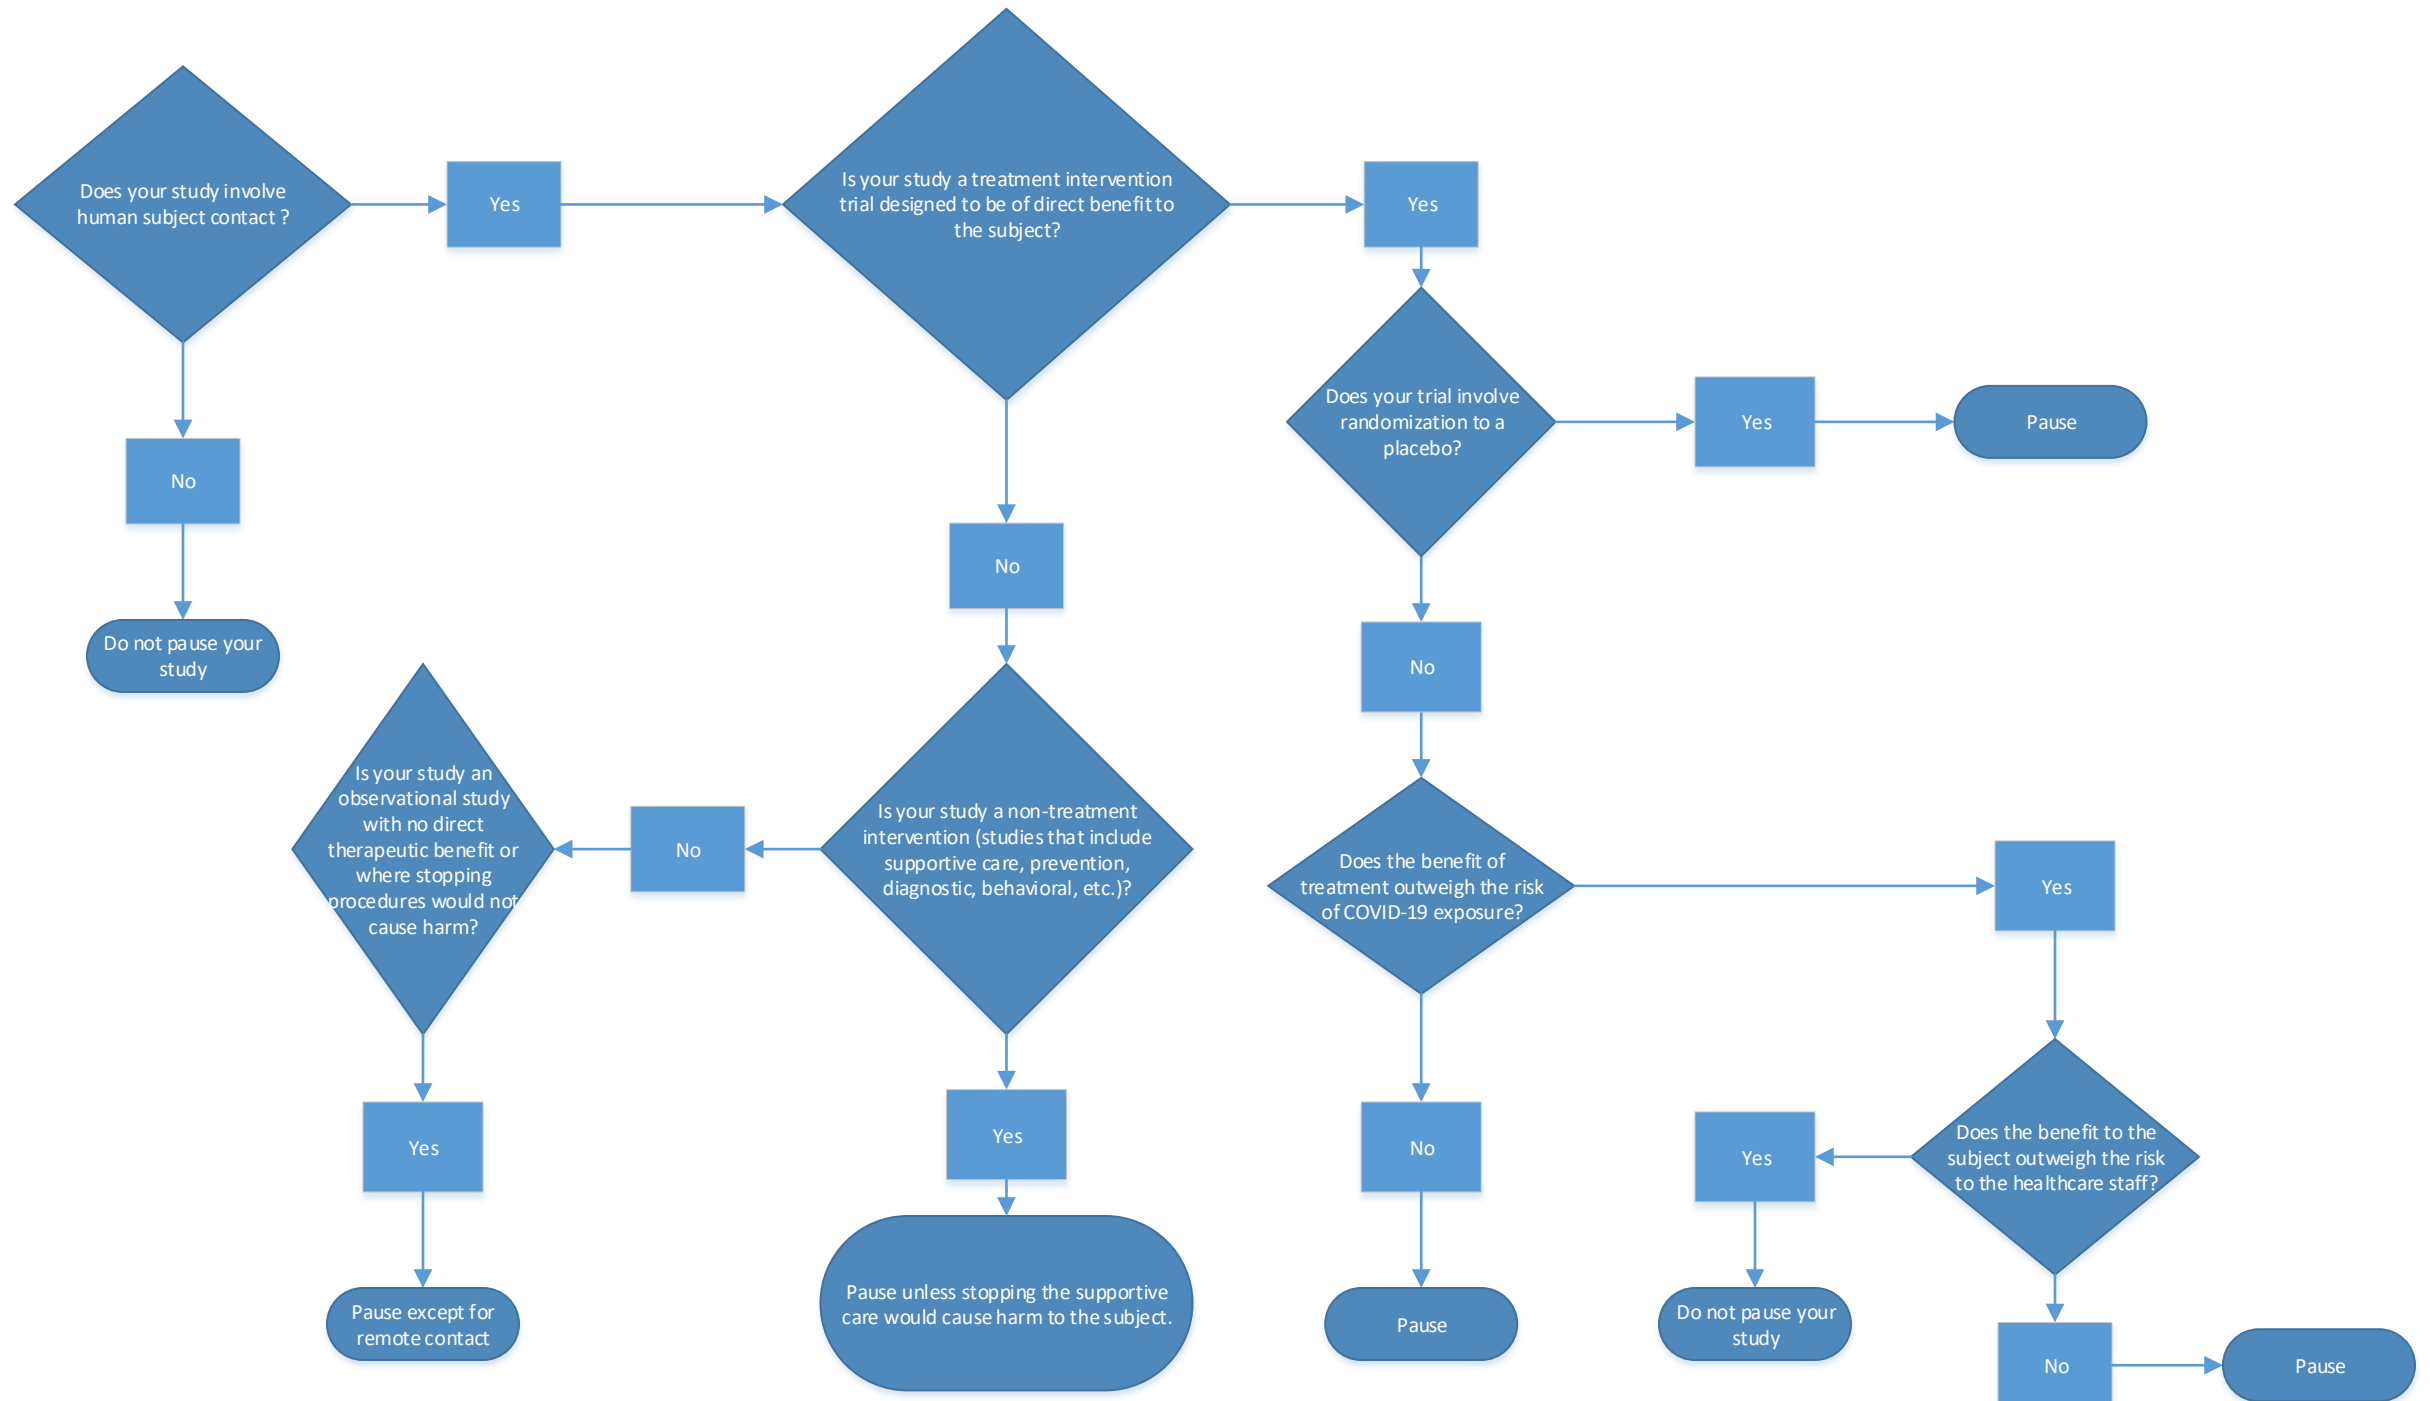 Does your study involve
human subject contact ?
Yes
Is your study a treatment intervention
trial designed to be of direct benefit to
the subject?
Yes
Does your trial involve
randomization to a
placebo?
Yes
Pause
No
Do not pause your
study
No
No
Is your study an
observational study
with no direct
therapeutic benefit or
where stopping
procedures would not
cause harm?
No
Is your study a non-treatment
intervention (studies that include
supportive care, prevention,
diagnostic, behavioral, etc.)?
Does the benefit of
treatment outweigh the risk
of COVID-19 exposure?
Yes
Yes
Yes
No
Yes
Does the benefit to the
subject outweigh the risk
to the healthcare staff?
Pause except for
remote contact
Pause unless stopping the supportive
care would cause harm to the subject.
Pause
Do not pause your
study
No
Pause